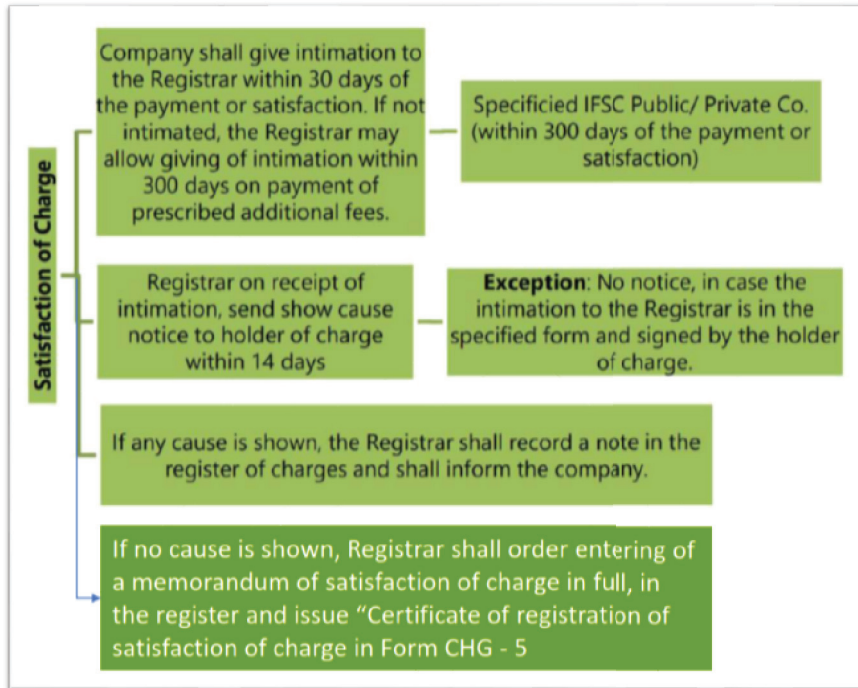 Satisfaction of Charge
Company shall give intimation to
the Registrar within 30 days of
the payment or satisfaction. If not
intimated, the Registrar may
allow giving of intimation within
300 days on payment of
prescribed additional fees.
Specificied IFSC Public/ Private Co.
(within 300 days of the payment or
satisfaction)
Registrar on receipt of
intimation, send show cause
notice to holder of charge
within 14 days
Exception: No notice, in case the
intimation to the Registrar is in the
specified form and signed by the holder
of charge.
If any cause is shown, the Registrar shall record a note in the
register of charges and shall inform the company.
If no cause is shown, Registrar shall order entering of
a memorandum of satisfaction of charge in full, in
the register and issue “Certificate of registration of
satisfaction of charge in Form CHG - 5